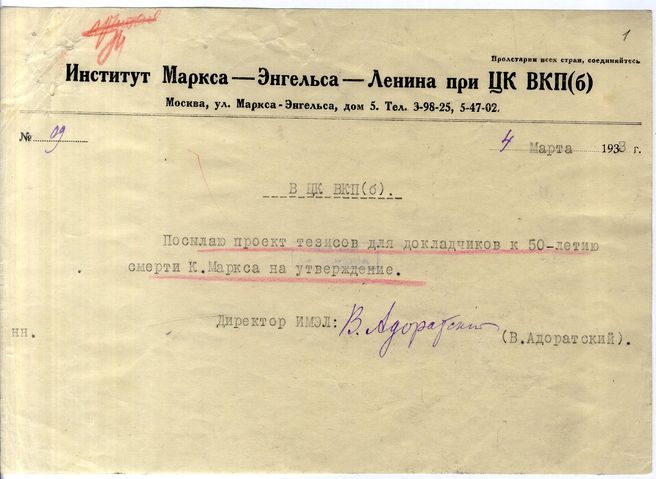 1
Пролетарии всех стран, соединяйтесь
Институт Маркса—Энгельса—Ленина при ЦК ВКП(б)
Москва, ул. Маркса-Энгельса, дом 5. Тел. 3-98-25, 5-47-02.
№ 99
4 Марта 1933 г.
В ЦК ВКП(б).
Посылаю проект тезисов для докладчиков к 50-летию
смерти К.Маркса на утверждение.
Директор ИМЭЛ: В. Адоратский (В.Адоратский).
нн.